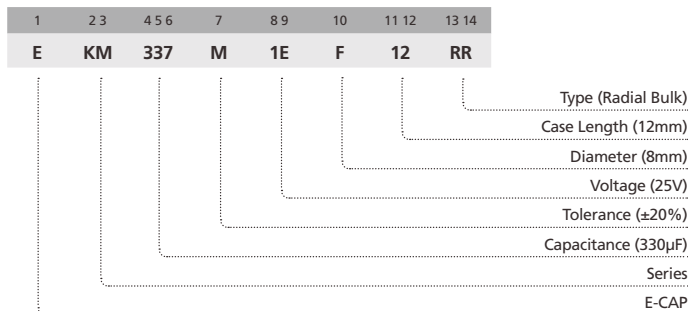 1 2 3 4 5 6 7 8 9 10 11 12 13 14
E KM 337 M 1E F 12 RR
Type (Radial Bulk)
Case Length (12mm)
Diameter (8mm)
Voltage (25V)
Tolerance (±20%)
Capacitance (330µF)
Series
E-CAP